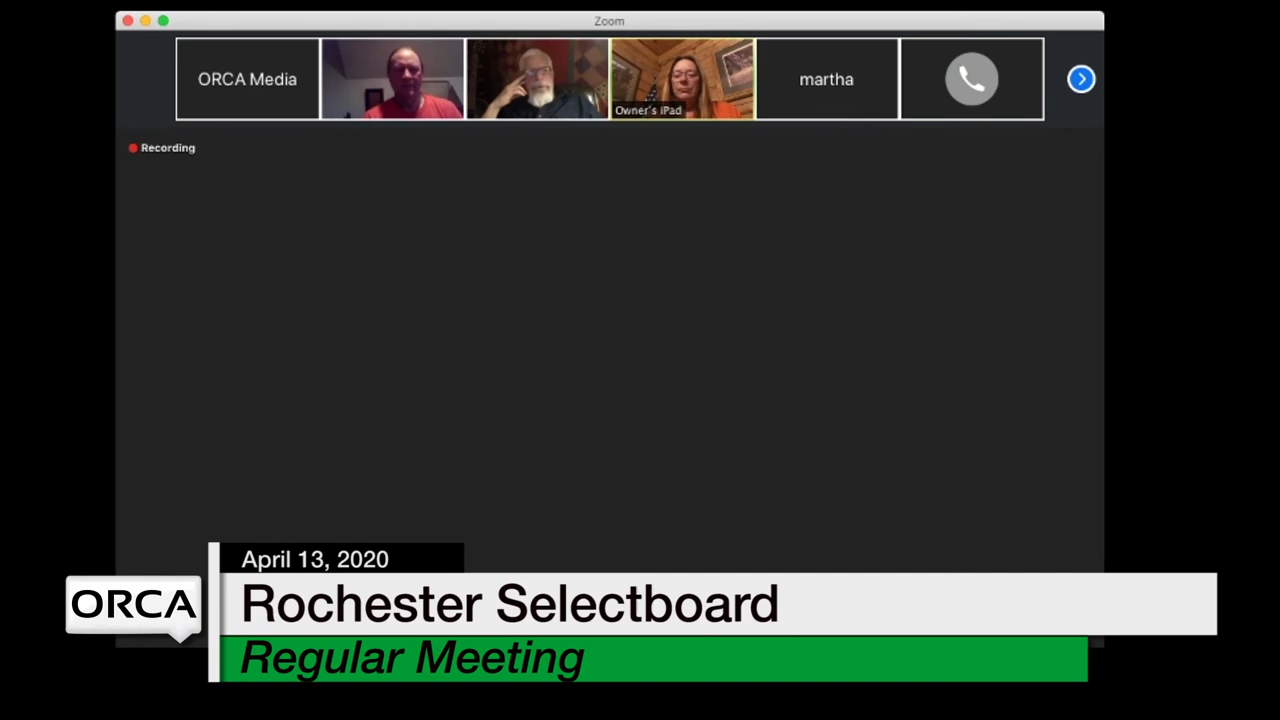 Zoom
ORCA Media
Owner's iPad
martha
Recording
April 13, 2020
ORCA
Rochester Selectboard
Regular Meeting